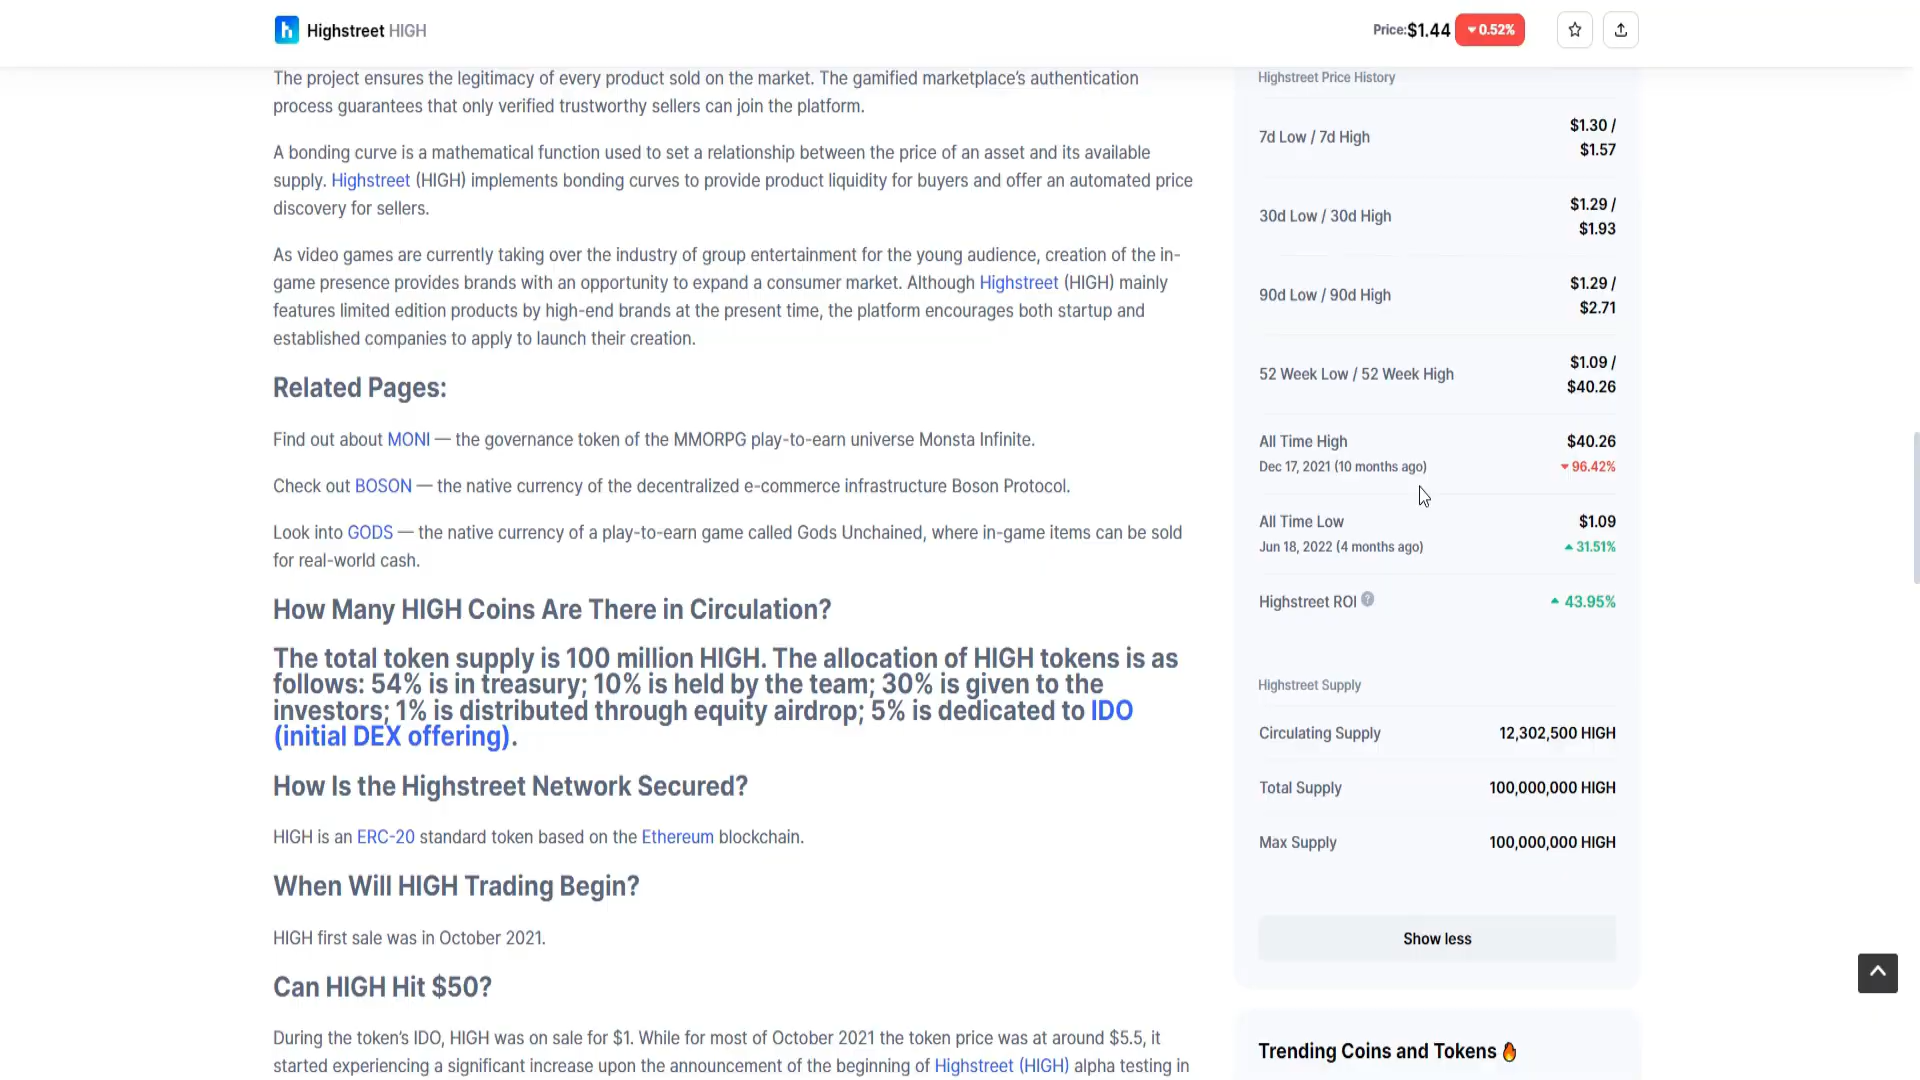 Highstreet HIGH
Price:$1.44 0.52%
The project ensures the legitimacy of every product sold on the market. The gamified marketplace’s authentication
process guarantees that only verified trustworthy sellers can join the platform.
A bonding curve is a mathematical function used to set a relationship between the price of an asset and its available
supply. Highstreet (HIGH) implements bonding curves to provide product liquidity for buyers and offer an automated price
discovery for sellers.
As video games are currently taking over the industry of group entertainment for the young audience, creation of the in-
game presence provides brands with an opportunity to expand a consumer market. Although Highstreet (HIGH) mainly
features limited edition products by high-end brands at the present time, the platform encourages both startup and
established companies to apply to launch their creation.
Related Pages:
Find out about MONI — the governance token of the MMORPG play-to-earn universe Monsta Infinite.
Check out BOSON — the native currency of the decentralized e-commerce infrastructure Boson Protocol.
Look into GODS — the native currency of a play-to-earn game called Gods Unchained, where in-game items can be sold
for real-world cash.
How Many HIGH Coins Are There in Circulation?
The total token supply is 100 million HIGH. The allocation of HIGH tokens is as
follows: 54% is in treasury; 10% is held by the team; 30% is given to the
investors; 1% is distributed through equity airdrop; 5% is dedicated to IDO
(initial DEX offering).
How Is the Highstreet Network Secured?
HIGH is an ERC-20 standard token based on the Ethereum blockchain.
When Will HIGH Trading Begin?
HIGH first sale was in October 2021.
Can HIGH Hit $50?
During the token’s IDO, HIGH was on sale for $1. While for most of October 2021 the token price was at around $5.5, it
started experiencing a significant increase upon the announcement of the beginning of Highstreet (HIGH) alpha testing in
Highstreet Price History
7d Low / 7d High
$1.30 /
$1.57
30d Low / 30d High
$1.29 /
$1.93
90d Low / 90d High
$1.29 /
$2.71
52 Week Low / 52 Week High
$1.09 /
$40.26
All Time High $40.26
Dec 17, 2021 (10 months ago) 96.42%
All Time Low $1.09
Jun 18, 2022 (4 months ago) 31.51%
Highstreet ROI 43.95%
Highstreet Supply
Circulating Supply 12,302,500 HIGH
Total Supply 100,000,000 HIGH
Max Supply 100,000,000 HIGH
Show less
Trending Coins and Tokens